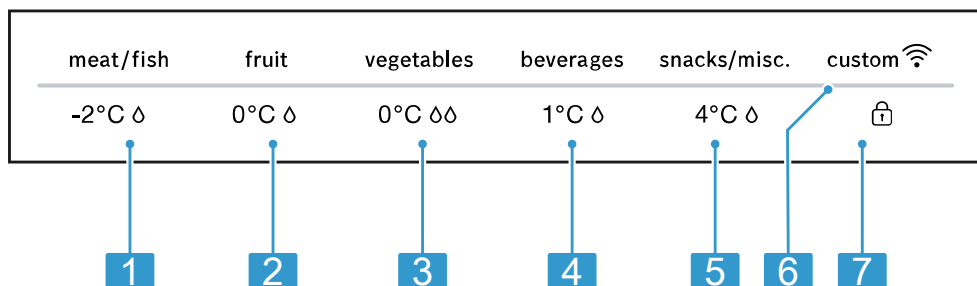 meat/fish fruit vegetables beverages snacks/misc. custom
-2°C 0°C 0°C 1°C 4°C
1 2 3 4 5 6 7